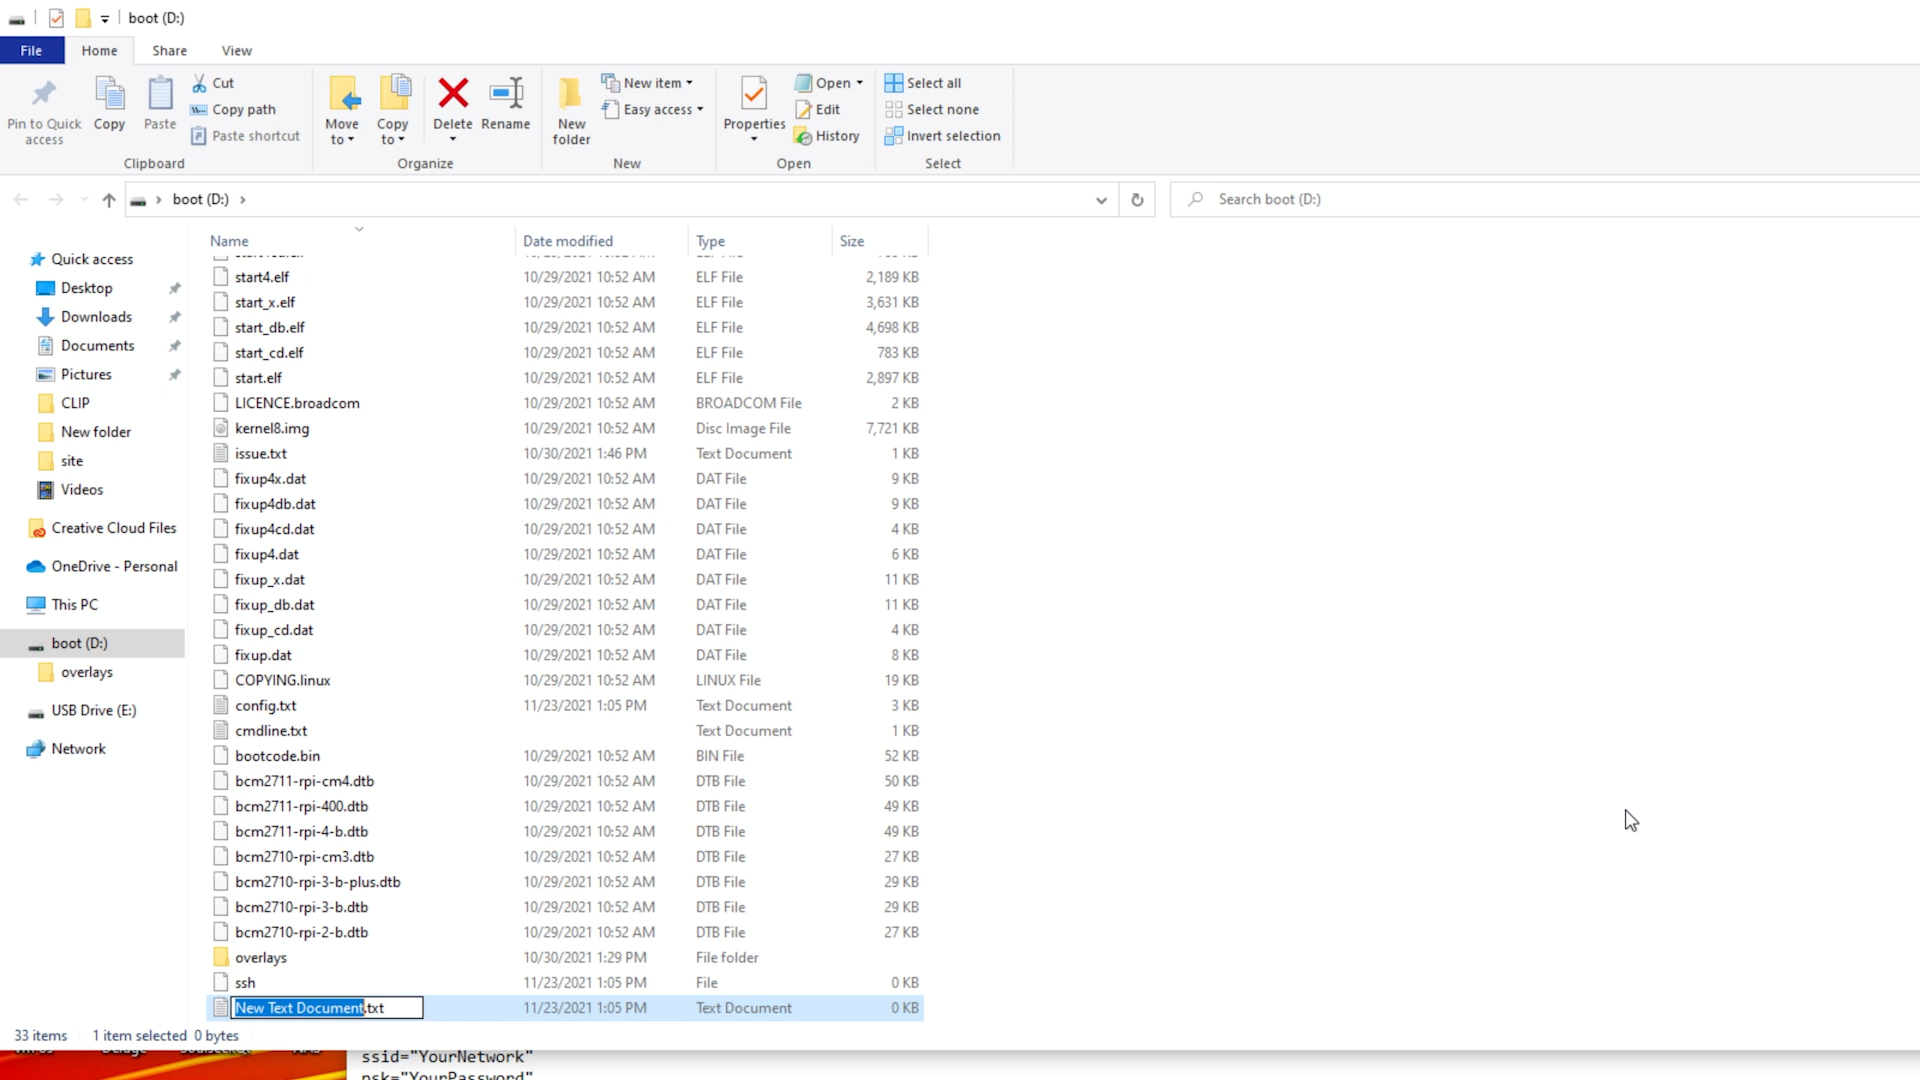 boot (D:)
File Home Share View
Pin to Quick access
Copy
Paste
Cut
Copy path
Paste shortcut
Clipboard
Move to
Copy to
Delete
Rename
Organize
New folder
New item
Easy access
New
Properties
Open
Edit
History
Open
Select all
Select none
Invert selection
Select
boot (D:)
Search boot (D:)
Quick access
Desktop
Downloads
Documents
Pictures
CLIP
New folder
site
Videos
Creative Cloud Files
OneDrive - Personal
This PC
boot (D:)
overlays
USB Drive (E:)
Network
Name Date modified Type Size
start4.elf 10/29/2021 10:52 AM ELF File 2,189 KB
start_x.elf 10/29/2021 10:52 AM ELF File 3,631 KB
start_db.elf 10/29/2021 10:52 AM ELF File 4,698 KB
start_cd.elf 10/29/2021 10:52 AM ELF File 783 KB
start.elf 10/29/2021 10:52 AM ELF File 2,897 KB
LICENCE.broadcom 10/29/2021 10:52 AM BROADCOM File 2 KB
kernel8.img 10/29/2021 10:52 AM Disc Image File 7,721 KB
issue.txt 10/30/2021 1:46 PM Text Document 1 KB
fixup4x.dat 10/29/2021 10:52 AM DAT File 9 KB
fixup4db.dat 10/29/2021 10:52 AM DAT File 9 KB
fixup4cd.dat 10/29/2021 10:52 AM DAT File 4 KB
fixup4.dat 10/29/2021 10:52 AM DAT File 6 KB
fixup_x.dat 10/29/2021 10:52 AM DAT File 11 KB
fixup_db.dat 10/29/2021 10:52 AM DAT File 11 KB
fixup_cd.dat 10/29/2021 10:52 AM DAT File 4 KB
fixup.dat 10/29/2021 10:52 AM DAT File 8 KB
COPYING.linux 10/29/2021 10:52 AM LINUX File 19 KB
config.txt 11/23/2021 1:05 PM Text Document 3 KB
cmdline.txt Text Document 1 KB
bootcode.bin 10/29/2021 10:52 AM BIN File 52 KB
bcm2711-rpi-cm4.dtb 10/29/2021 10:52 AM DTB File 50 KB
bcm2711-rpi-400.dtb 10/29/2021 10:52 AM DTB File 49 KB
bcm2711-rpi-4-b.dtb 10/29/2021 10:52 AM DTB File 49 KB
bcm2710-rpi-cm3.dtb 10/29/2021 10:52 AM DTB File 27 KB
bcm2710-rpi-3-b-plus.dtb 10/29/2021 10:52 AM DTB File 29 KB
bcm2710-rpi-3-b.dtb 10/29/2021 10:52 AM DTB File 29 KB
bcm2710-rpi-2-b.dtb 10/29/2021 10:52 AM DTB File 27 KB
overlays 10/30/2021 1:29 PM File folder
ssh 11/23/2021 1:05 PM File 0 KB
New Text Document.txt 11/23/2021 1:05 PM Text Document 0 KB
33 items 1 item selected 0 bytes
ssid="YourNetwork"
psk="YourPassword"